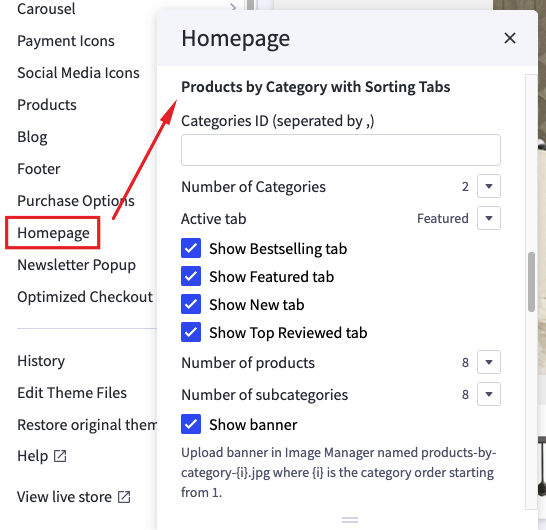 Carousel
Payment Icons
Social Media Icons
Products
Blog
Footer
Purchase Options
Homepage
Newsletter Popup
Optimized Checkout
History
Edit Theme Files
Restore original them
Help
View live store
Homepage
Products by Category with Sorting Tabs
Categories ID (seperated by ,)
Number of Categories 2
Active tab Featured
Show Bestselling tab
Show Featured tab
Show New tab
Show Top Reviewed tab
Number of products 8
Number of subcategories 8
Show banner
Upload banner in Image Manager named products-by-
category-{i}.jpg where {i} is the category order starting
from 1.